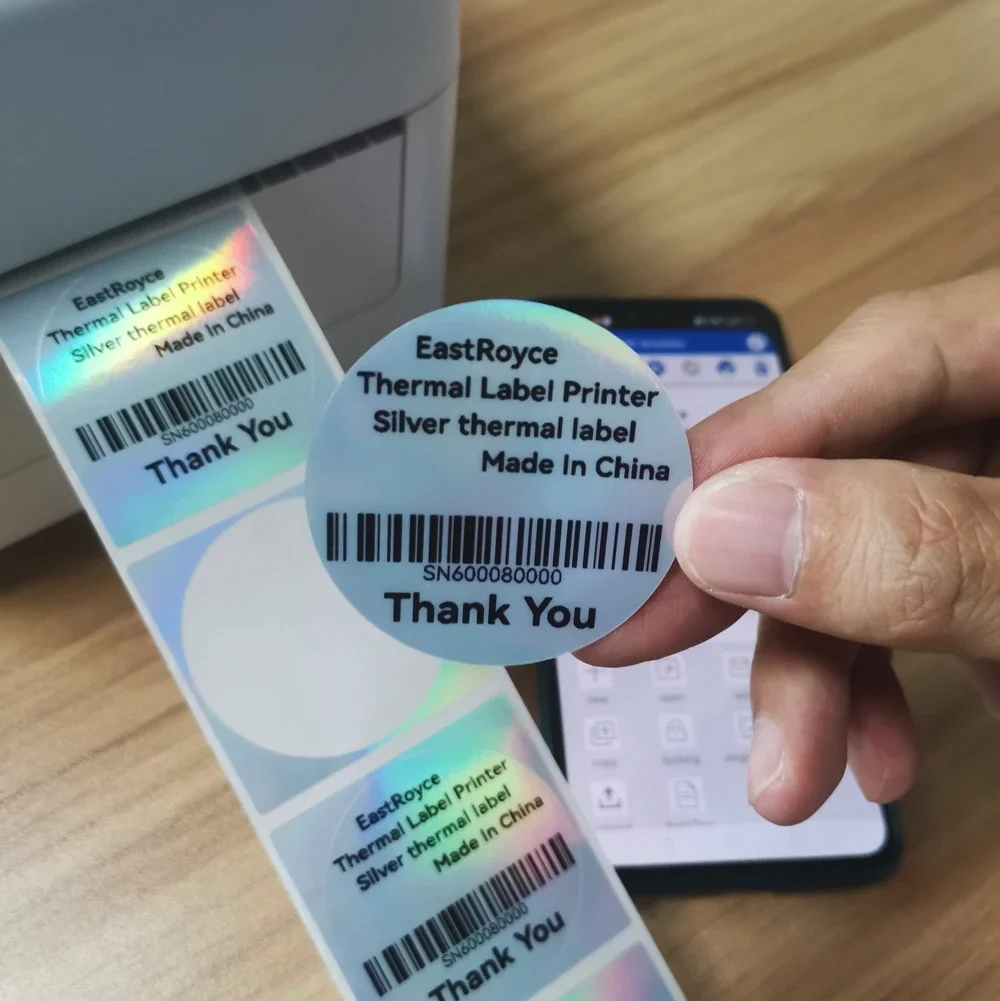 EastRoyce
Thermal Label Printer
Silver thermal label
Made In China
SN600080000
Thank You
EastRoyce
Thermal Label Printer
Silver thermal label
Made In China
SN600080000
Thank You
EastRoyce
Thermal Label Printer
Silver thermal label
Made In China
SN600080000
Thank You